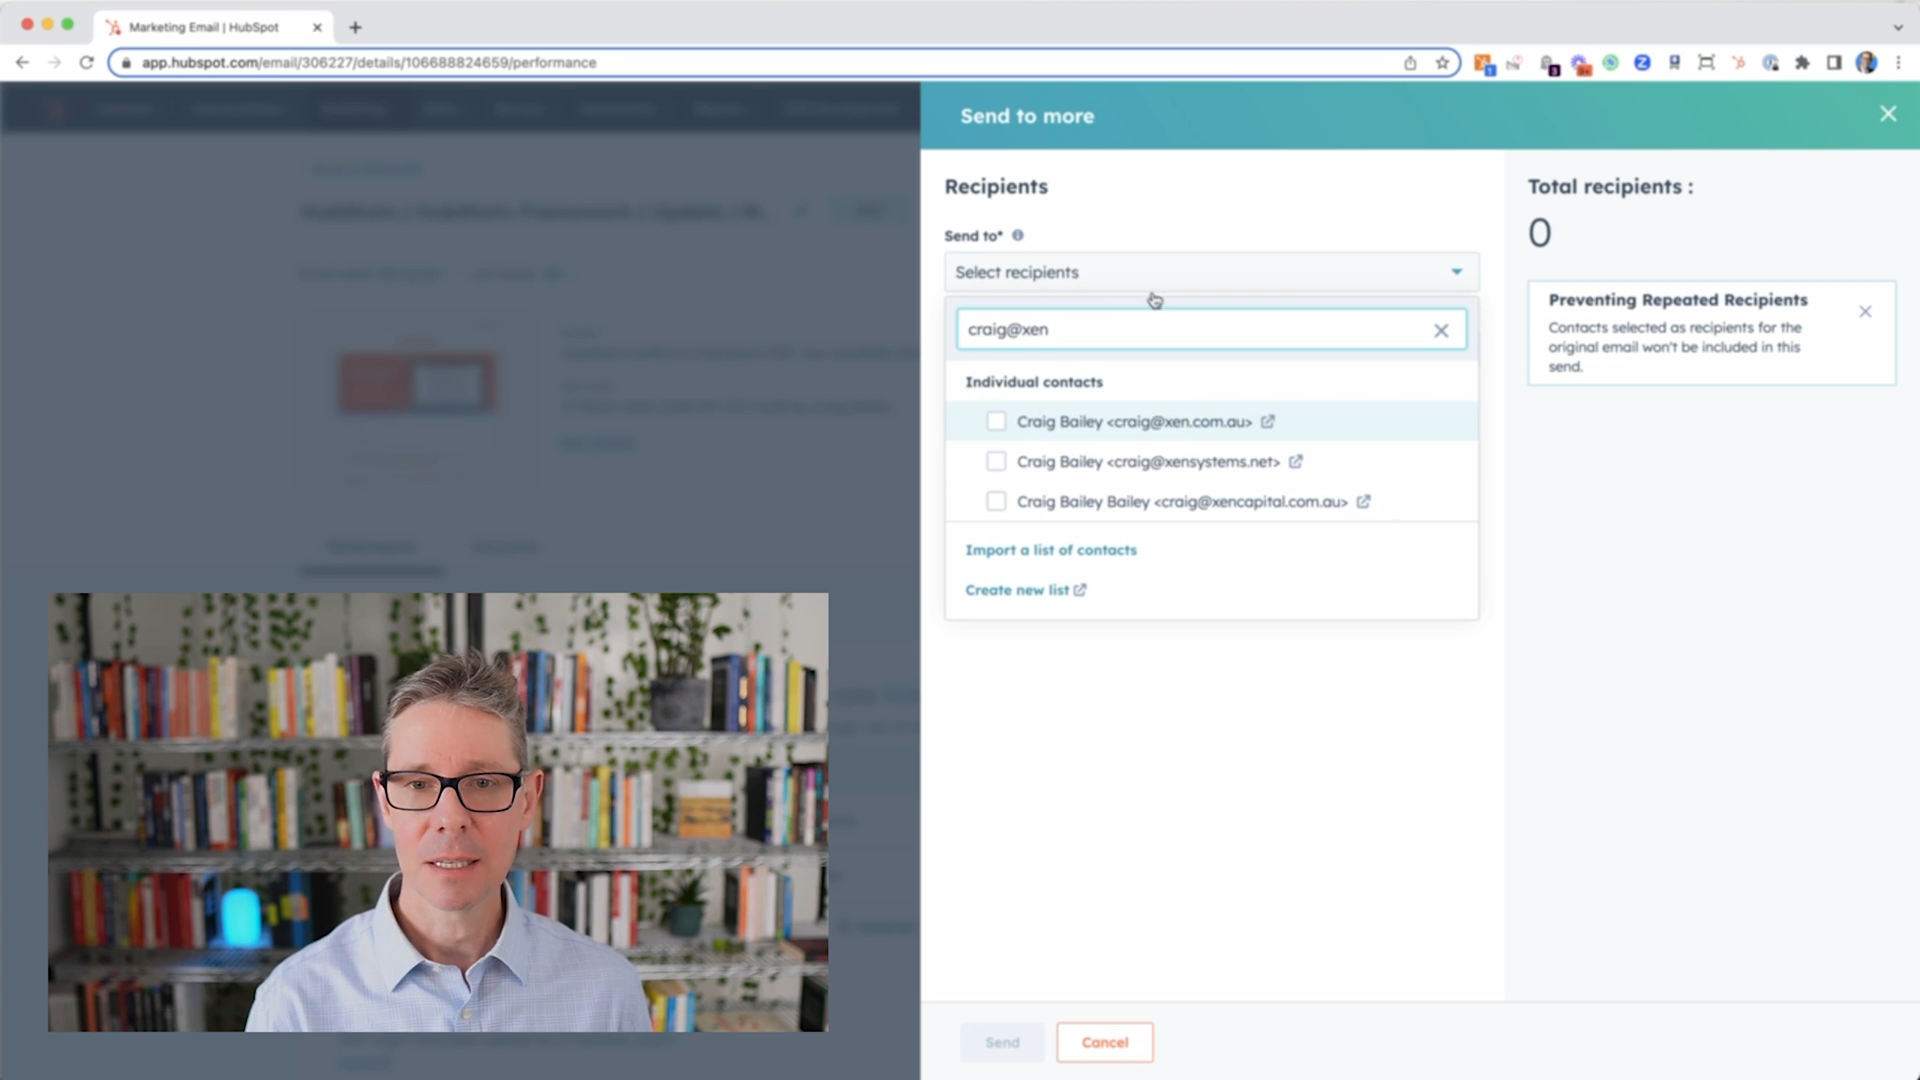 Marketing Email | HubSpot
app.hubspot.com/email/306227/details/106688824659/performance
Send to more
Recipients
Send to*
Select recipients
craig@xen
Individual contacts
Craig Bailey <craig@xen.com.au>
Craig Bailey <craig@xensystems.net>
Craig Bailey Bailey <craig@xencapital.com.au>
Import a list of contacts
Create new list
Send
Cancel
Total recipients :
0
Preventing Repeated Recipients
Contacts selected as recipients for the
original email won't be included in this
send.